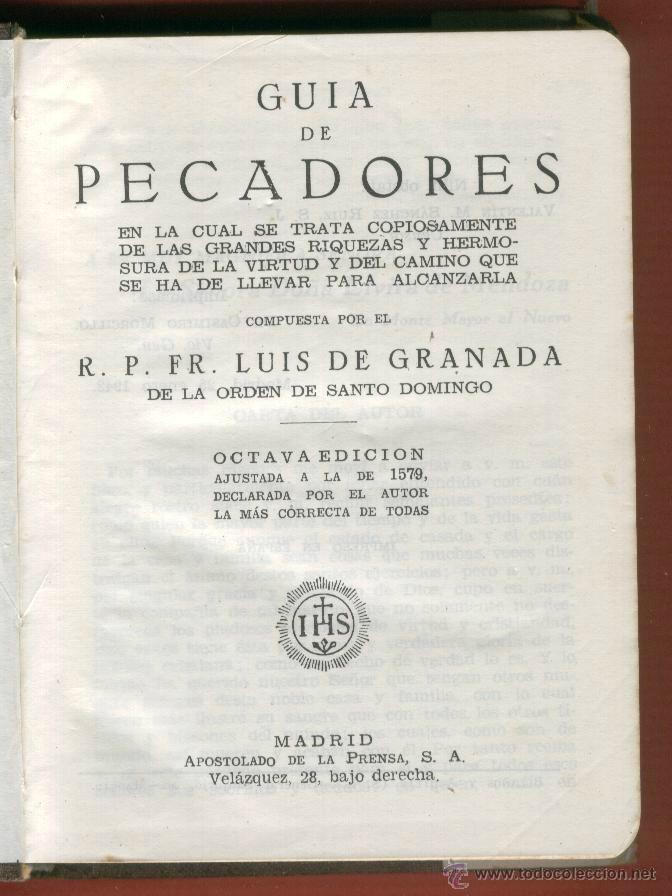 GUIA
DE
PECADORES
EN LA CUAL SE TRATA COPIOSAMENTE
DE LAS GRANDES RIQUEZAS Y HERMO-
SURA DE LA VIRTUD Y DEL CAMINO QUE
SE HA DE LLEVAR PARA ALCANZARLA
COMPUESTA POR EL
R. P. FR. LUIS DE GRANADA
DE LA ORDEN DE SANTO DOMINGO
OCTAVA EDICION
AJUSTADA A LA DE 1579,
DECLARADA POR EL AUTOR
LA MÁS CORRECTA DE TODAS
IHS
MADRID
APOSTOLADO DE LA PRENSA, S. A.
Velázquez, 28, bajo derecha.
www.todocoleccion.net